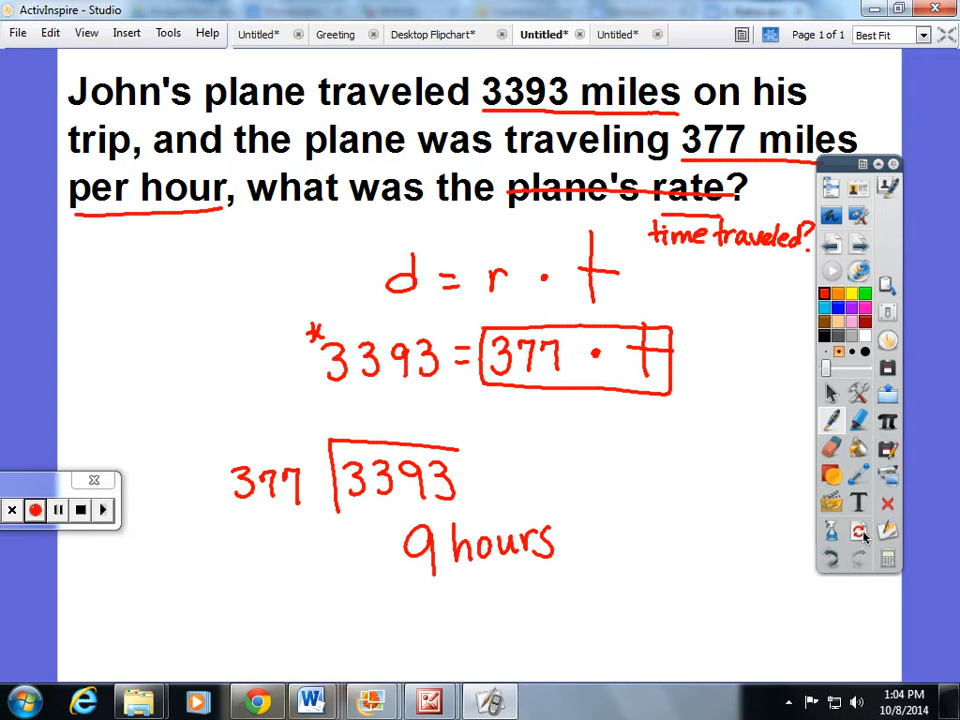 ActivInspire - Studio
File Edit View Insert Tools Help
Untitled* Greeting Desktop Flipchart* Untitled* Untitled* Page 1 of 1 Best Fit
John's plane traveled 3393 miles on his
trip, and the plane was traveling 377 miles
per hour, what was the plane's rate?
time traveled?
d = r · t
*3393 = 377 · t
377 3393
9 hours
1:04 PM
10/8/2014